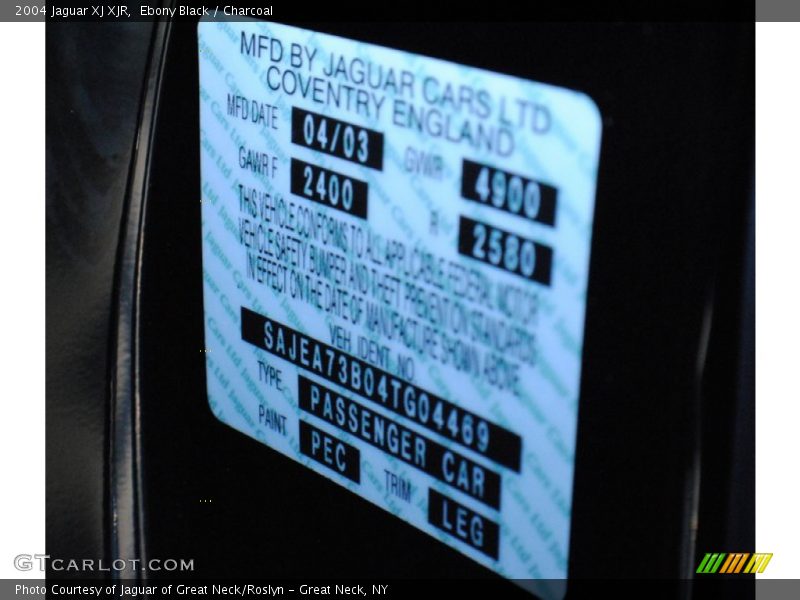 2004 Jaguar XJ XJR, Ebony Black / Charcoal
MFD BY JAGUAR CARS LTD
COVENTRY ENGLAND
MFD DATE 04/03 GVWR 4900
GAWR F 2400 R 2580
THIS VEHICLE CONFORMS TO ALL APPLICABLE FEDERAL MOTOR
VEHICLE SAFETY BUMPER AND THEFT PREVENTION STANDARDS
IN EFFECT ON THE DATE OF MANUFACTURE SHOWN ABOVE
VEH. IDENT. NO.
SAJEA73B04TG04469
TYPE PASSENGER CAR
PAINT PEC TRIM LEG
GTCARLOT.COM
Photo Courtesy of Jaguar of Great Neck/Roslyn - Great Neck, NY